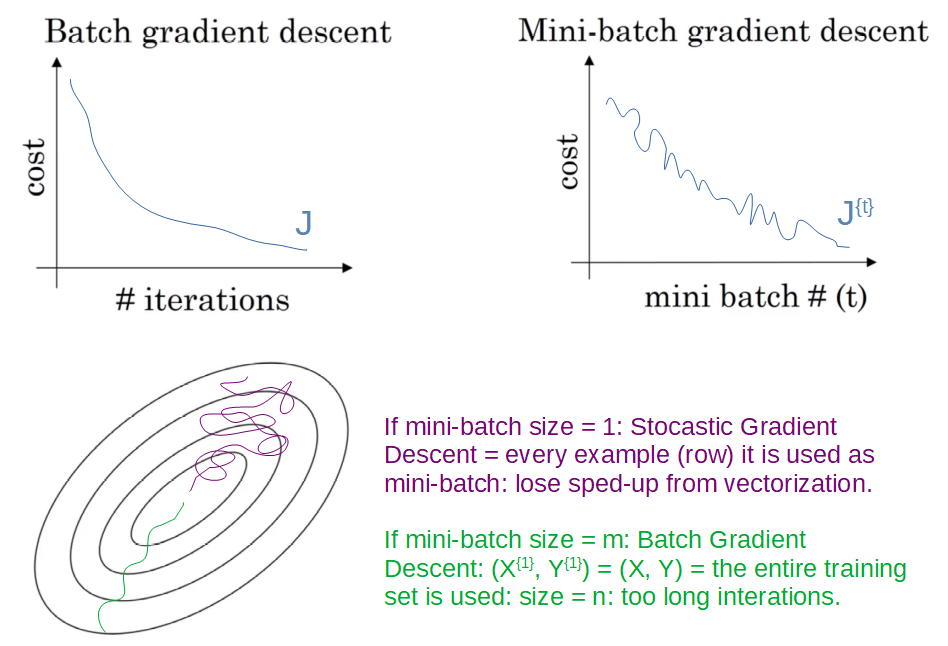 Batch gradient descent
Mini-batch gradient descent
cost
J
# iterations
cost
J{t}
mini batch # (t)
If mini-batch size = 1: Stocastic Gradient
Descent = every example (row) it is used as
mini-batch: lose sped-up from vectorization.
If mini-batch size = m: Batch Gradient
Descent: (X{1}, Y{1}) = (X, Y) = the entire training
set is used: size = n: too long interations.